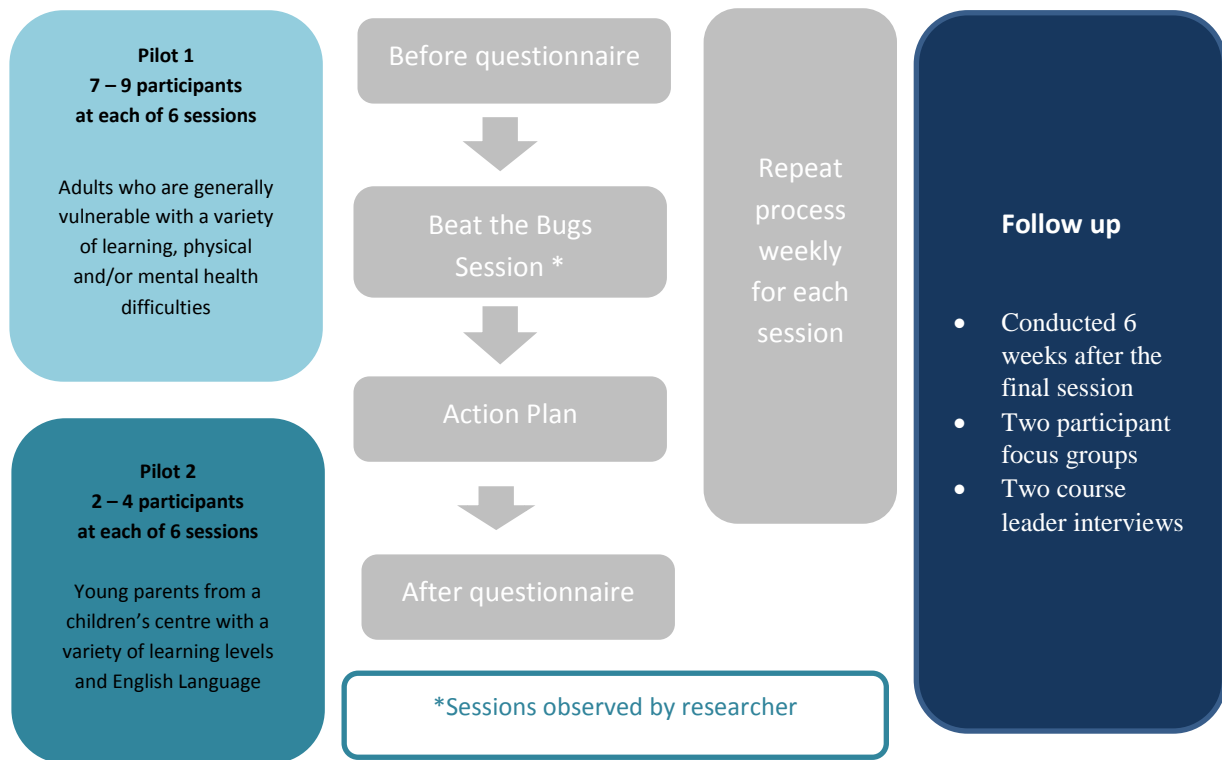 Pilot 1
7 – 9 participants
at each of 6 sessions
Adults who are generally
vulnerable with a variety
of learning, physical
and/or mental health
difficulties
Pilot 2
2 – 4 participants
at each of 6 sessions
Young parents from a
children’s centre with a
variety of learning levels
and English Language
Before questionnaire
Beat the Bugs
Session *
Action Plan
After questionnaire
*Sessions observed by researcher
Repeat
process
weekly
for each
session
Follow up
• Conducted 6
weeks after the
final session
• Two participant
focus groups
• Two course
leader interviews